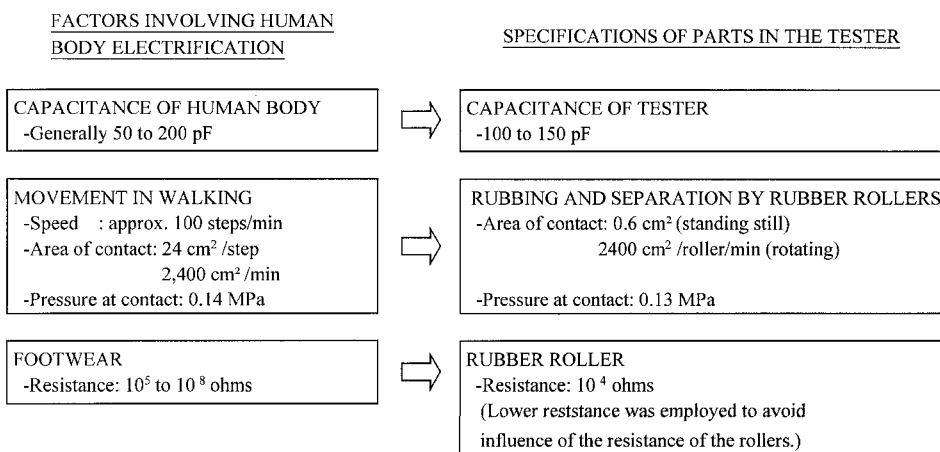 FACTORS INVOLVING HUMAN
BODY ELECTRIFICATION
SPECIFICATIONS OF PARTS IN THE TESTER
CAPACITANCE OF HUMAN BODY
-Generally 50 to 200 pF
CAPACITANCE OF TESTER
-100 to 150 pF
MOVEMENT IN WALKING
-Speed : approx. 100 steps/min
-Area of contact: 24 cm² /step
2,400 cm² /min
-Pressure at contact: 0.14 MPa
RUBBING AND SEPARATION BY RUBBER ROLLERS
-Area of contact: 0.6 cm² (standing still)
2400 cm² /roller/min (rotating)
-Pressure at contact: 0.13 MPa
FOOTWEAR
-Resistance: 10⁵ to 10⁸ ohms
RUBBER ROLLER
-Resistance: 10⁴ ohms
(Lower reststance was employed to avoid
influence of the resistance of the rollers.)